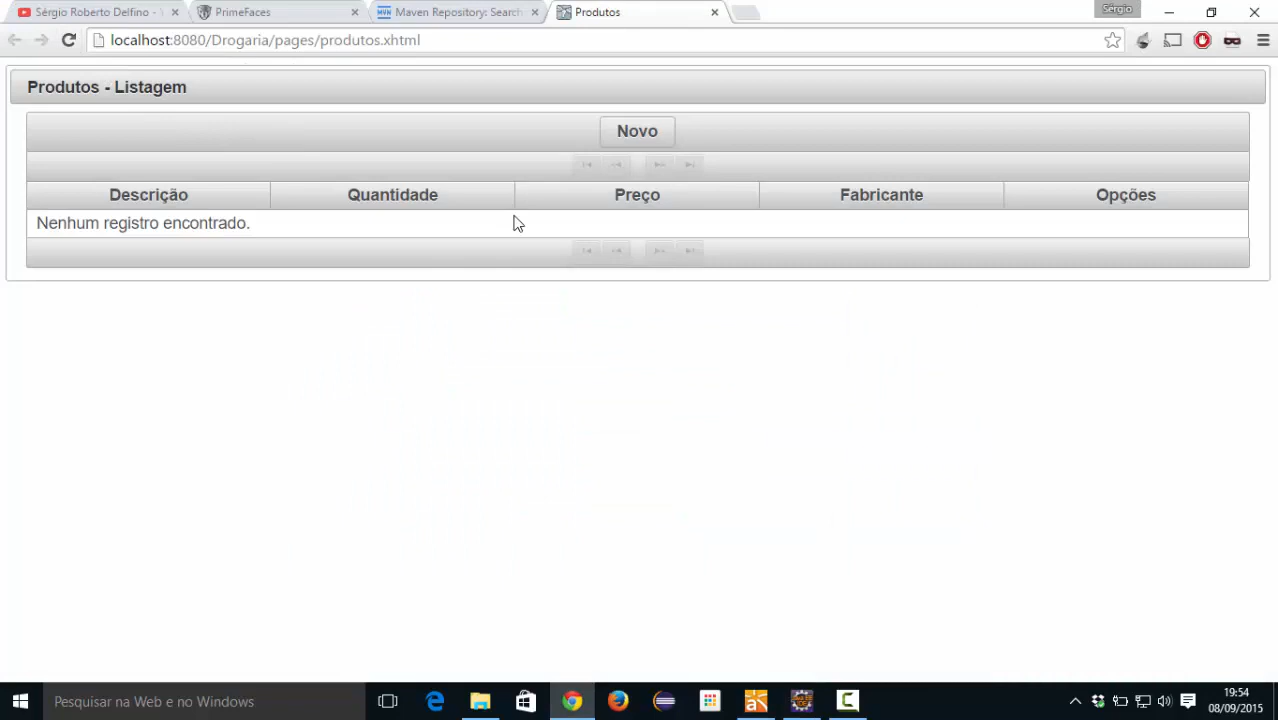 Sérgio Roberto Delfino -
PrimeFaces
Maven Repository: Search
Produtos
Sérgio
localhost:8080/Drogaria/pages/produtos.xhtml
Produtos - Listagem
Novo
Descrição Quantidade Preço Fabricante Opções
Nenhum registro encontrado.
Pesquisar na Web e no Windows
19:54
08/09/2015